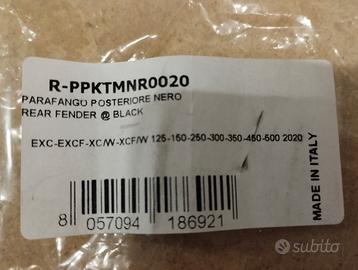 R-PPKTMNR0020
PARAFANGO POSTERIORE NERO
REAR FENDER @ BLACK
EXC-EXCF-XC/W-XCF/W 125-150-250-300-350-450-500 2020
MADE IN ITALY
8 057094 186921
subito